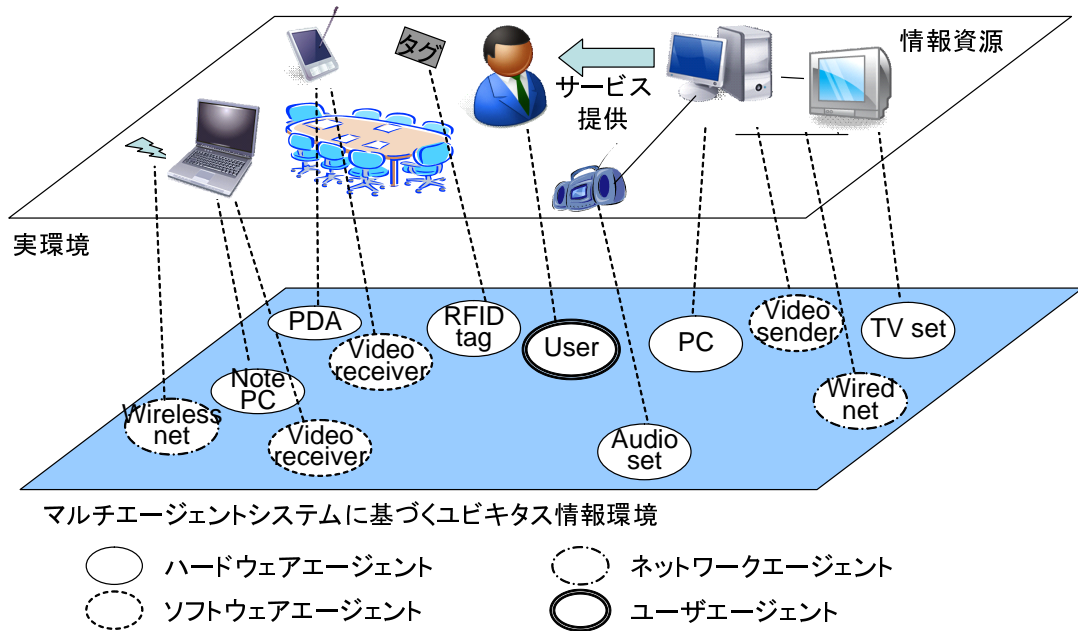 タグ
情報資源
サービス
提供
実環境
PDA
Video
receiver
RFID
tag
User
PC
Video
sender
TV set
Note
PC
Wireless
net
Video
receiver
Audio
set
Wired
net
マルチエージェントシステムに基づくユビキタス情報環境
ハードウェアエージェント
ネットワークエージェント
ソフトウェアエージェント
ユーザエージェント